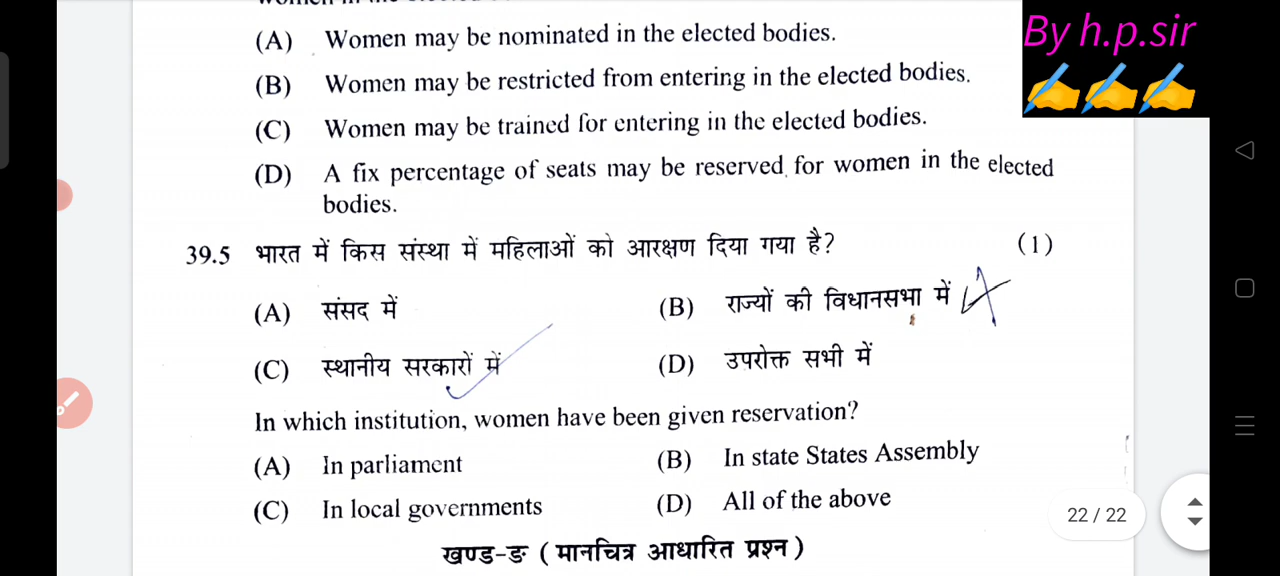 (A) Women may be nominated in the elected bodies.
(B) Women may be restricted from entering in the elected bodies.
(C) Women may be trained for entering in the elected bodies.
(D) A fix percentage of seats may be reserved for women in the elected
bodies.
By h.p.sir
39.5 भारत में किस संस्था में महिलाओं को आरक्षण दिया गया है? (1)
(A) संसद में (B) राज्यों की विधानसभा में
(C) स्थानीय सरकारों में (D) उपरोक्त सभी में
In which institution, women have been given reservation?
(A) In parliament (B) In state States Assembly
(C) In local governments (D) All of the above
22 / 22
खण्ड-ङ ( मानचित्र आधारित प्रश्न )